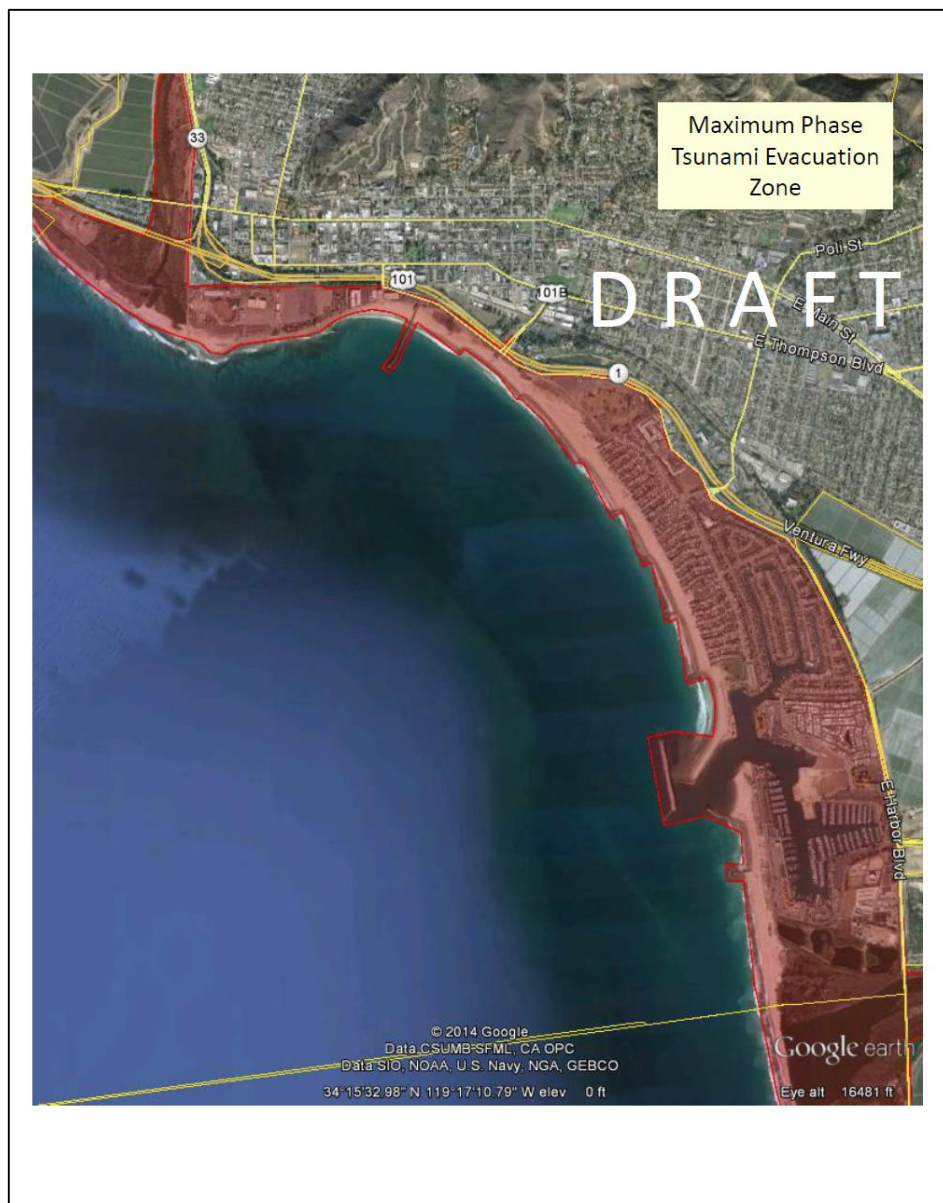 Maximum Phase
Tsunami Evacuation
Zone
33
Poli St
DRAFT
101
101B
E Main St
E Thompson Blvd
1
Ventura Fwy
E Harbor Blvd
© 2014 Google
Data CSUMB SFML, CA OPC
Data SIO, NOAA, U.S. Navy, NGA, GEBCO
Google earth
34°15'32.98" N 119°17'10.79" W elev 0 ft
Eye alt 16481 ft